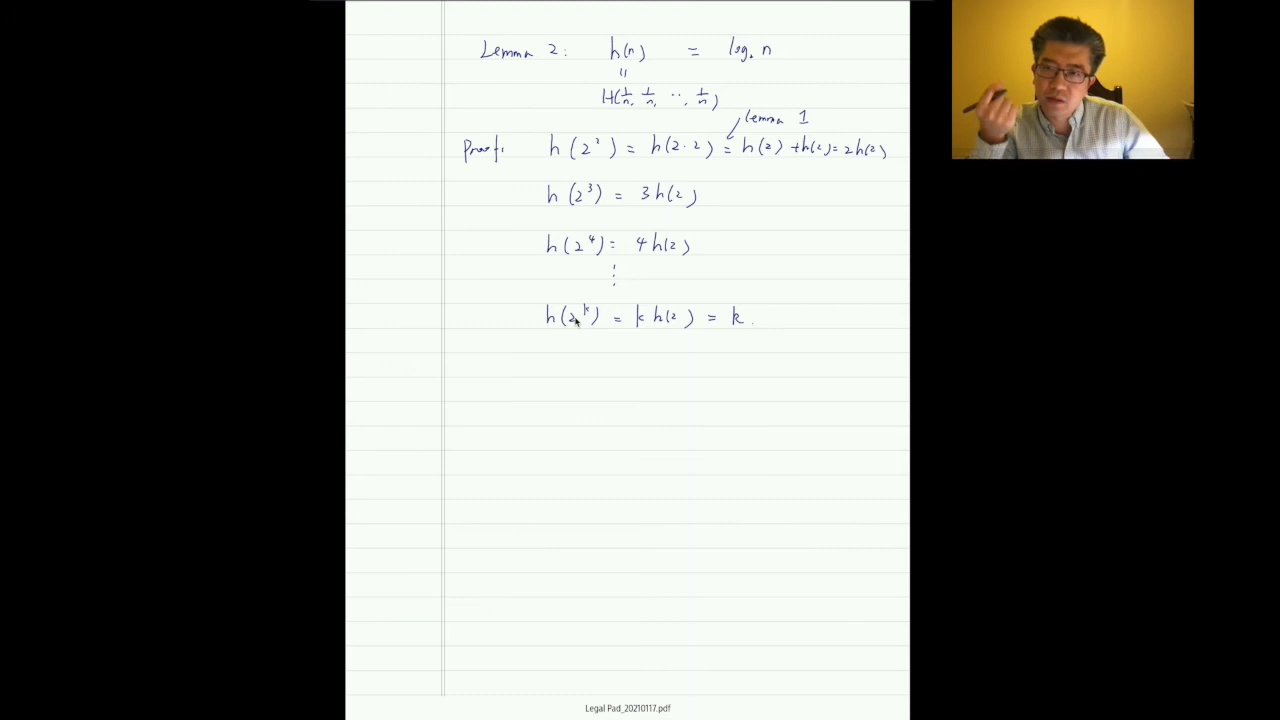 Lemma 2: h(n) = log₂ n
॥
H(1/n, 1/n, ..., 1/n)
Lemma 1
Proof: h(2²) = h(2·2) = h(2) + h(2) = 2h(2)
h(2³) = 3h(2)
h(2⁴) = 4h(2)
⋮
h(2ᵏ) = k h(2) = k.
Legal Pad_20210117.pdf